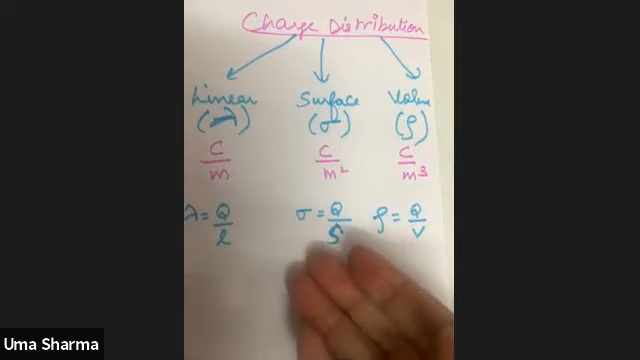 Charge Distribution
Linear Surface Volume
(λ) (σ) (ρ)
C/m C/m² C/m³
λ = Q/l σ = Q/S ρ = Q/V
Uma Sharma